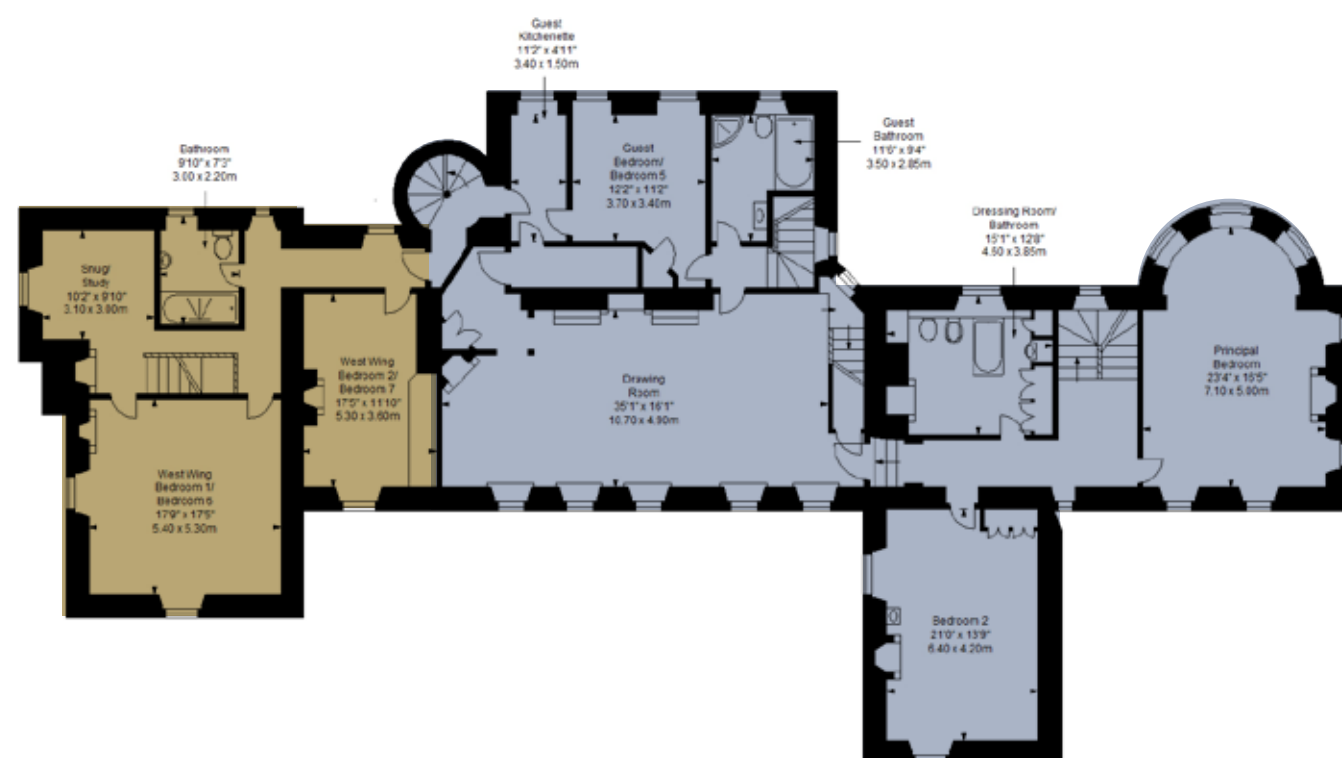 Guest
Kitchenette
11'2" x 4'11"
3.40 x 1.50m
Bathroom
9'10" x 7'3"
3.00 x 2.20m
Guest
Bedroom/
Bedroom 5
12'2" x 11'2"
3.70 x 3.40m
Guest
Bathroom
11'6" x 9'4"
3.50 x 2.85m
Dressing Room/
Bathroom
15'1" x 12'8"
4.60 x 3.85m
Snug/
Study
10'2" x 9'10"
3.10 x 3.00m
West Wing
Bedroom 2/
Bedroom 7
17'5" x 11'10"
5.30 x 3.60m
Drawing
Room
35'1" x 16'1"
10.70 x 4.90m
Principal
Bedroom
23'4" x 16'5"
7.10 x 5.00m
West Wing
Bedroom 1/
Bedroom 6
17'9" x 17'5"
5.40 x 5.30m
Bedroom 2
21'0" x 13'9"
6.40 x 4.20m